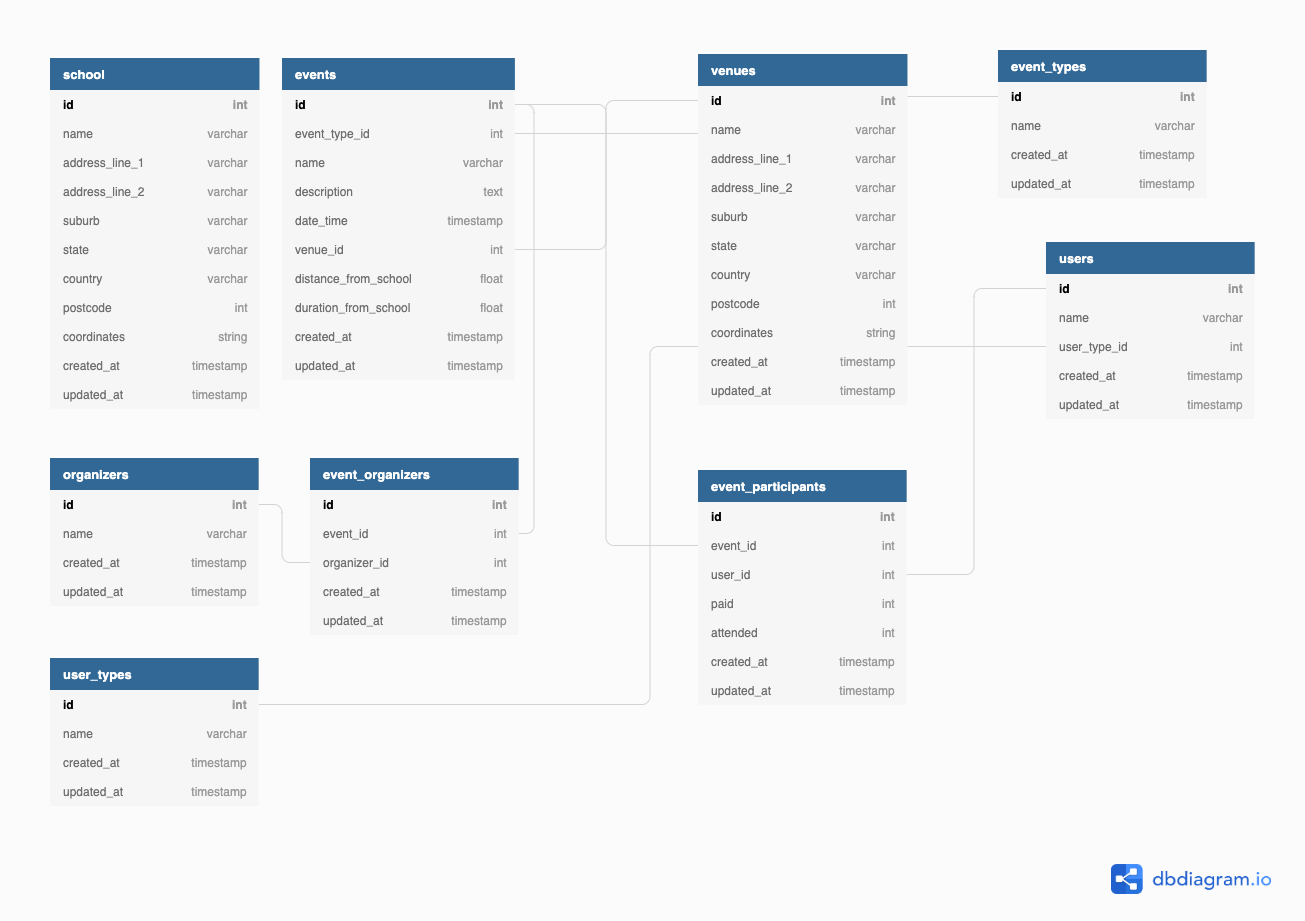 school
id int
name varchar
address_line_1 varchar
address_line_2 varchar
suburb varchar
state varchar
country varchar
postcode int
coordinates string
created_at timestamp
updated_at timestamp
events
id int
event_type_id int
name varchar
description text
date_time timestamp
venue_id int
distance_from_school float
duration_from_school float
created_at timestamp
updated_at timestamp
venues
id int
name varchar
address_line_1 varchar
address_line_2 varchar
suburb varchar
state varchar
country varchar
postcode int
coordinates string
created_at timestamp
updated_at timestamp
event_types
id int
name varchar
created_at timestamp
updated_at timestamp
users
id int
name varchar
user_type_id int
created_at timestamp
updated_at timestamp
organizers
id int
name varchar
created_at timestamp
updated_at timestamp
event_organizers
id int
event_id int
organizer_id int
created_at timestamp
updated_at timestamp
event_participants
id int
event_id int
user_id int
paid int
attended int
created_at timestamp
updated_at timestamp
user_types
id int
name varchar
created_at timestamp
updated_at timestamp
dbdiagram.io